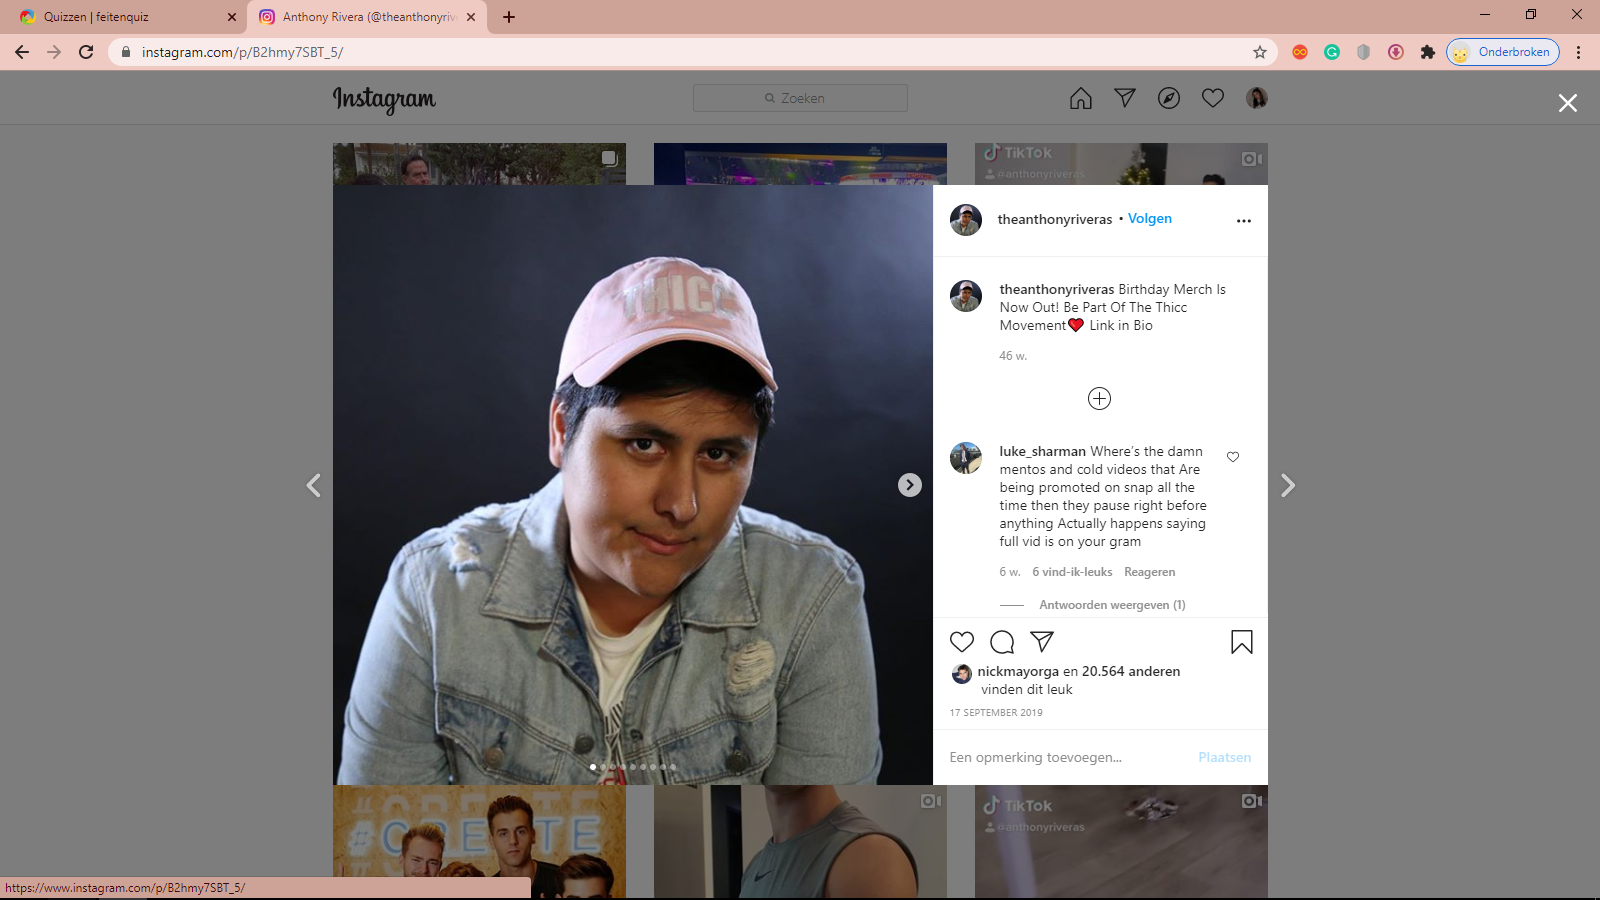 Quizzen | feitenquiz
Anthony Rivera (@theanthonyriv
instagram.com/p/B2hmy7SBT_5/
Onderbroken
Instagram
Zoeken
TikTok
@anthonyriveras
THICC
theanthonyriveras • Volgen
theanthonyriveras Birthday Merch Is
Now Out! Be Part Of The Thicc
Movement❤️ Link in Bio
46 w.
luke_sharman Where's the damn
mentos and cold videos that Are
being promoted on snap all the
time then they pause right before
anything Actually happens saying
full vid is on your gram
6 w. 6 vind-ik-leuks Reageren
Antwoorden weergeven (1)
nickmayorga en 20.564 anderen
vinden dit leuk
17 SEPTEMBER 2019
Een opmerking toevoegen... Plaatsen
#CREATE
#CREATE
TikTok
@anthonyriveras
https://www.instagram.com/p/B2hmy7SBT_5/